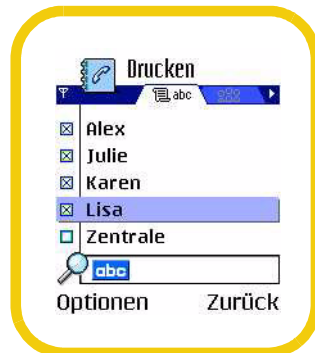 Drucken
abc
Alex
Julie
Karen
Lisa
Zentrale
abc
Optionen Zurück